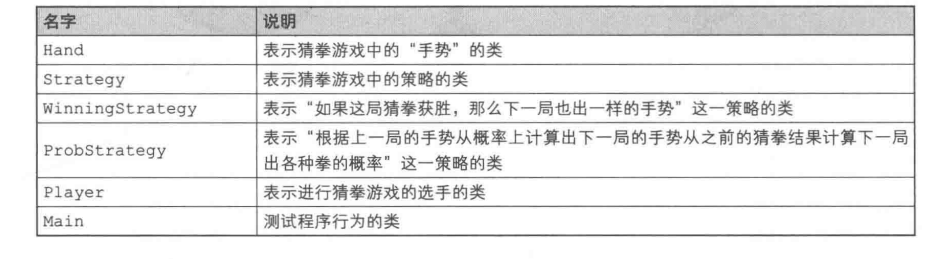 名字 说明
Hand 表示猜拳游戏中的“手势”的类
Strategy 表示猜拳游戏中的策略的类
WinningStrategy 表示“如果这局猜拳获胜，那么下一局也出一样的手势”这一策略的类
ProbStrategy 表示“根据上一局的手势从概率上计算出下一局的手势从之前的猜拳结果计算下一局
出各种拳的概率”这一策略的类
Player 表示进行猜拳游戏的选手的类
Main 测试程序行为的类